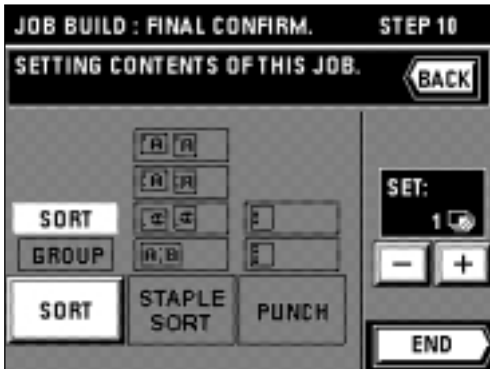 JOB BUILD : FINAL CONFIRM. STEP 10
SETTING CONTENTS OF THIS JOB.
BACK
A A
A A
SET:
1
SORT A A
GROUP A B
- +
SORT STAPLE SORT PUNCH
END